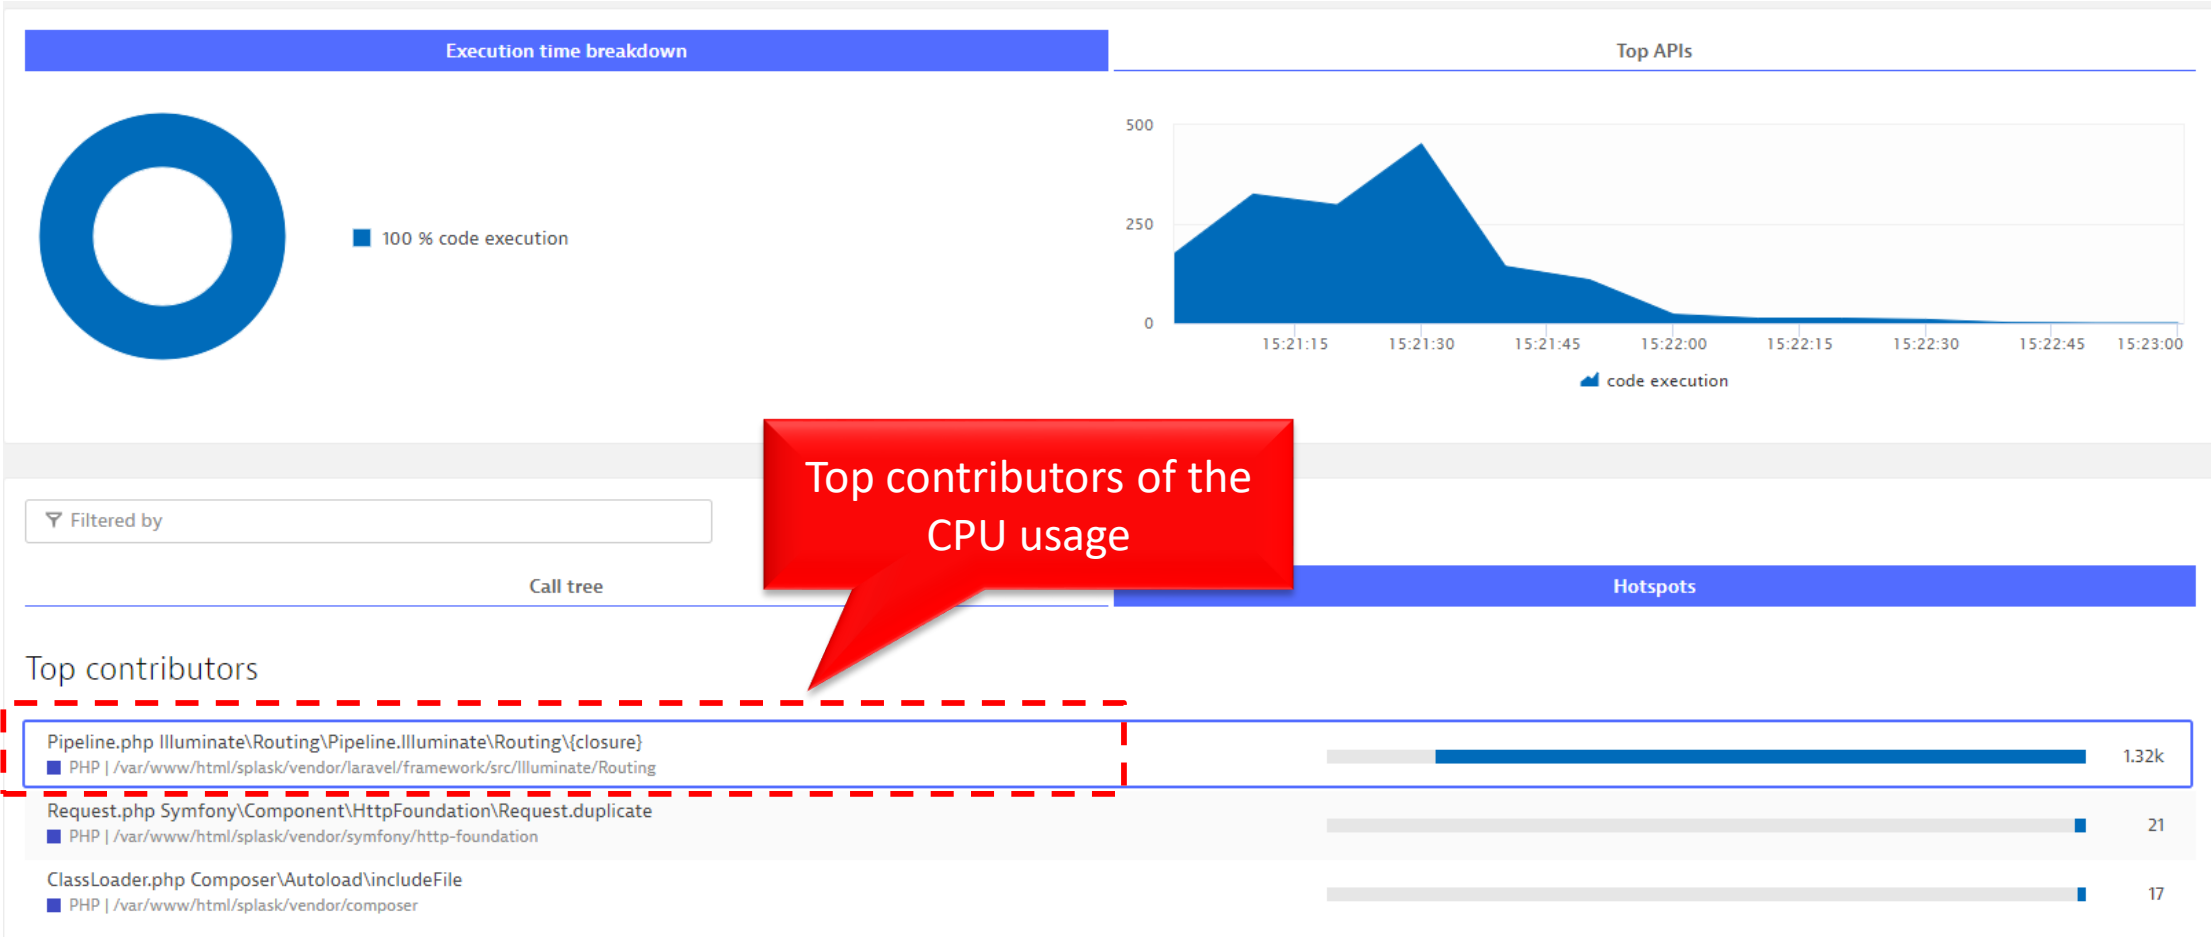 Execution time breakdown
Top APIs
100 % code execution
500
250
0
15:21:15 15:21:30 15:21:45 15:22:00 15:22:15 15:22:30 15:22:45 15:23:00
code execution
Top contributors of the
CPU usage
Filtered by
Call tree
Hotspots
Top contributors
Pipeline.php Illuminate\Routing\Pipeline.Illuminate\Routing\{closure}
PHP | /var/www/html/splask/vendor/laravel/framework/src/Illuminate/Routing
1.32k
Request.php Symfony\Component\HttpFoundation\Request.duplicate
PHP | /var/www/html/splask/vendor/symfony/http-foundation
21
ClassLoader.php Composer\Autoload\includeFile
PHP | /var/www/html/splask/vendor/composer
17